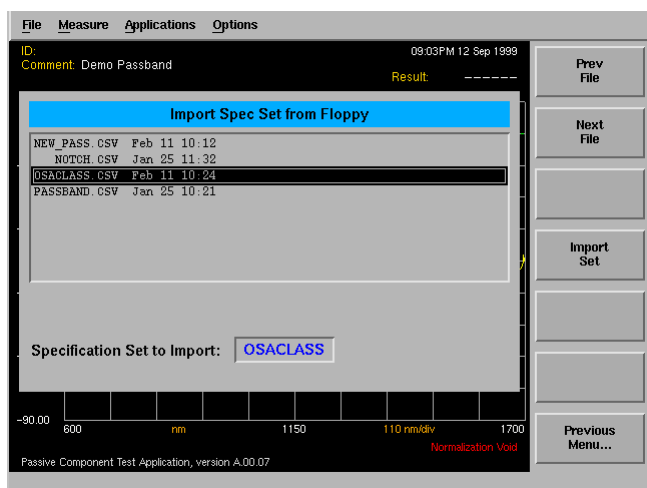 File Measure Applications Options
ID: 09:03PM 12 Sep 1999
Comment: Demo Passband
Result: ------
Import Spec Set from Floppy
NEW_PASS.CSV Feb 11 10:12
NOTCH.CSV Jan 25 11:32
OSACLASS.CSV Feb 11 10:24
PASSBAND.CSV Jan 25 10:21
Specification Set to Import: OSACLASS
-90.00
600 nm 1150 110 nm/div 1700
Normalization Void
Passive Component Test Application, version A.00.07
Prev
File
Next
File
Import
Set
Previous
Menu...